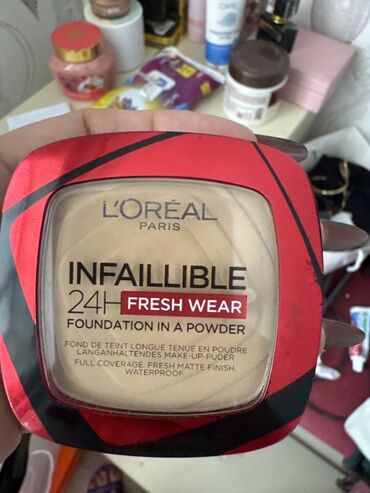 CARE
L'ORÉAL
PARIS
INFAILLIBLE
24H FRESH WEAR
FOUNDATION IN A POWDER
FOND DE TEINT LONGUE TENUE EN POUDRE
LANGANHALTENDES MAKE-UP-PUDER
FULL COVERAGE. FRESH MATTE FINISH.
WATERPROOF